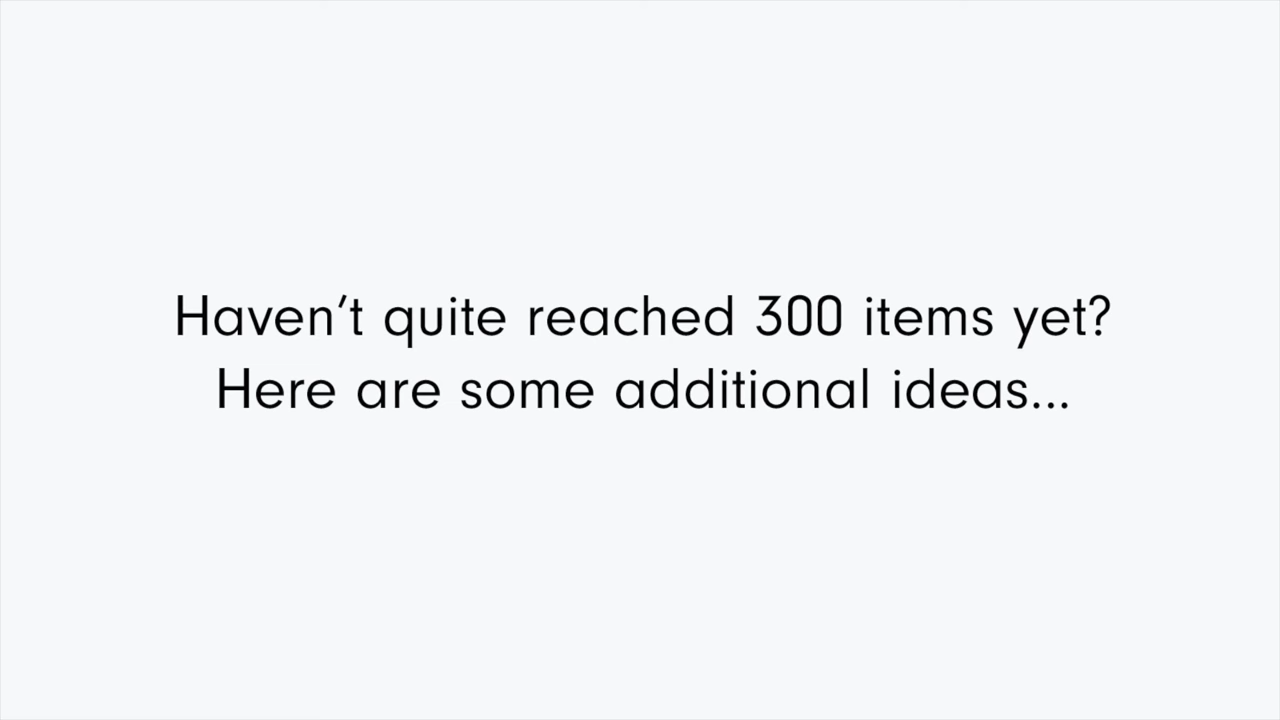 Haven’t quite reached 300 items yet?
Here are some additional ideas...